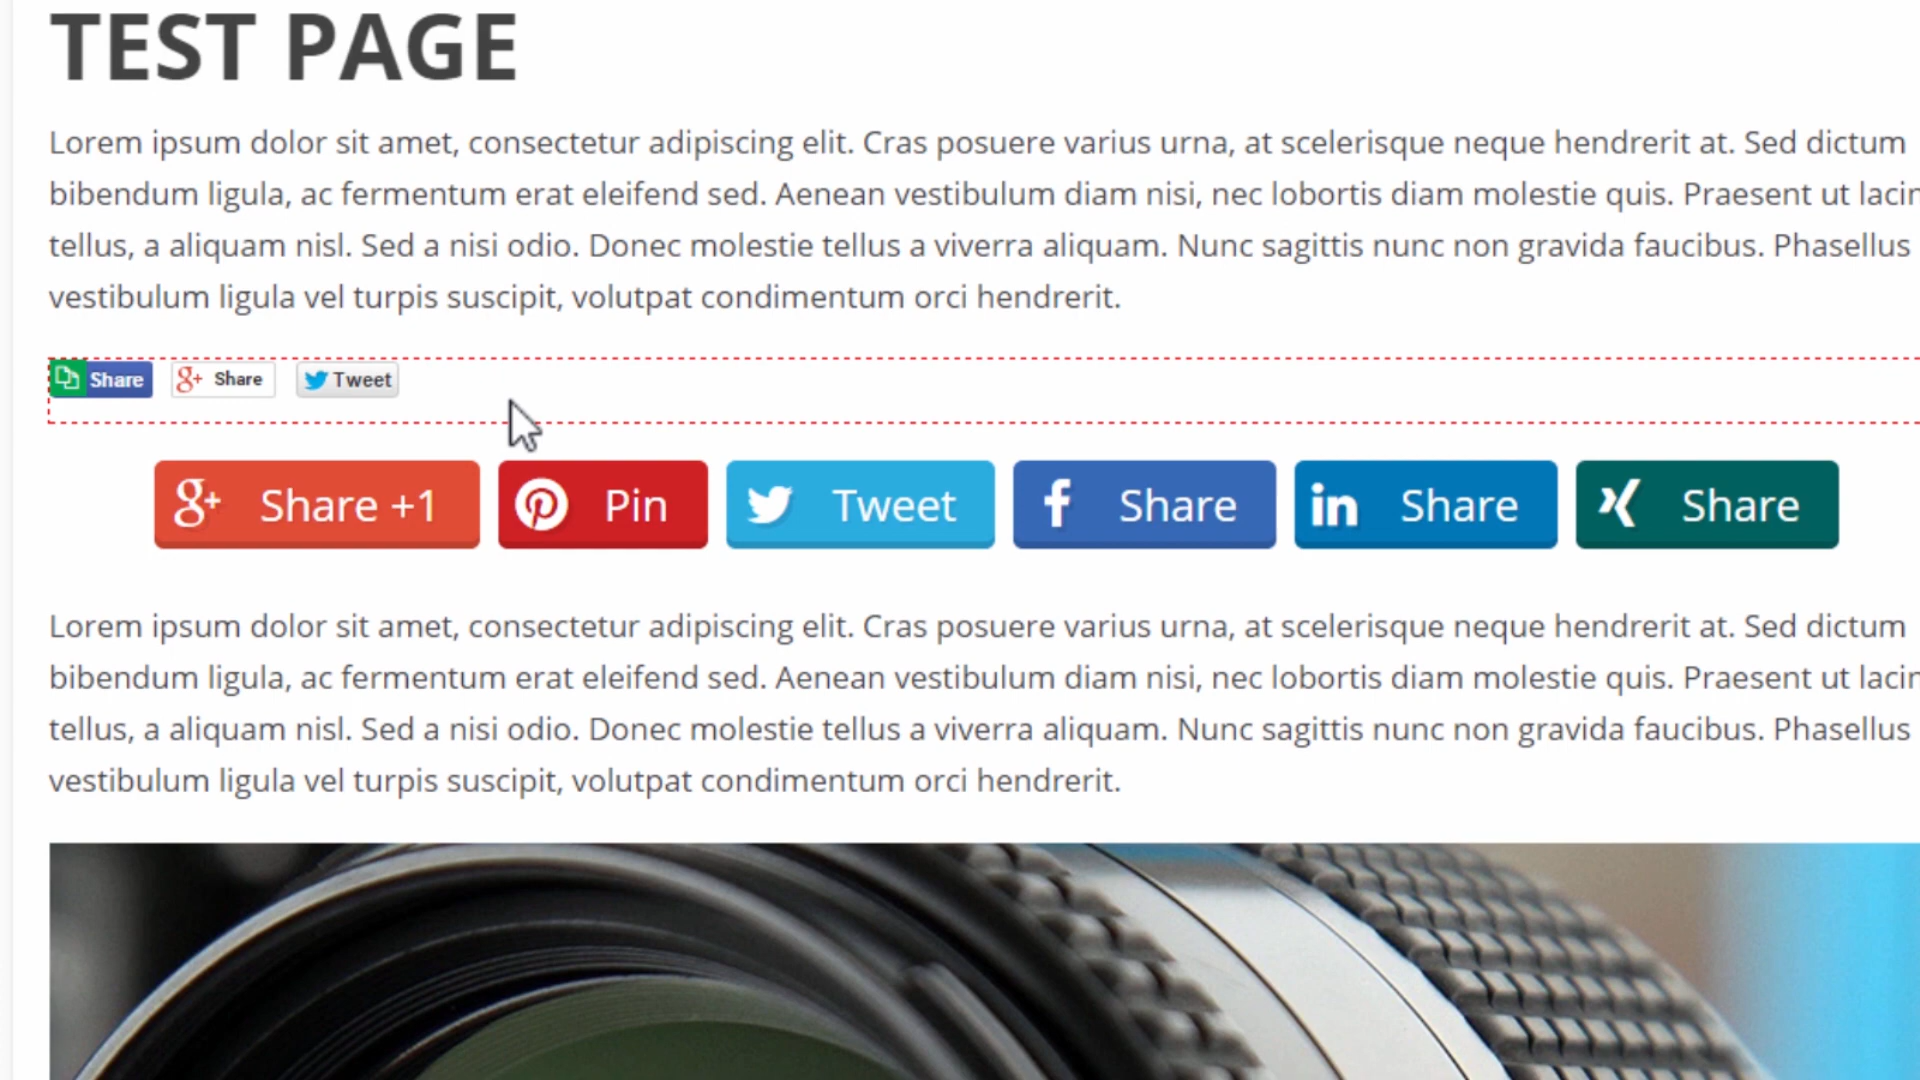 TEST PAGE
Lorem ipsum dolor sit amet, consectetur adipiscing elit. Cras posuere varius urna, at scelerisque neque hendrerit at. Sed dictum
bibendum ligula, ac fermentum erat eleifend sed. Aenean vestibulum diam nisi, nec lobortis diam molestie quis. Praesent ut lacin
tellus, a aliquam nisl. Sed a nisi odio. Donec molestie tellus a viverra aliquam. Nunc sagittis nunc non gravida faucibus. Phasellus
vestibulum ligula vel turpis suscipit, volutpat condimentum orci hendrerit.
Share g+ Share Tweet
g+ Share +1 Pin Tweet f Share in Share Share
Lorem ipsum dolor sit amet, consectetur adipiscing elit. Cras posuere varius urna, at scelerisque neque hendrerit at. Sed dictum
bibendum ligula, ac fermentum erat eleifend sed. Aenean vestibulum diam nisi, nec lobortis diam molestie quis. Praesent ut lacin
tellus, a aliquam nisl. Sed a nisi odio. Donec molestie tellus a viverra aliquam. Nunc sagittis nunc non gravida faucibus. Phasellus
vestibulum ligula vel turpis suscipit, volutpat condimentum orci hendrerit.